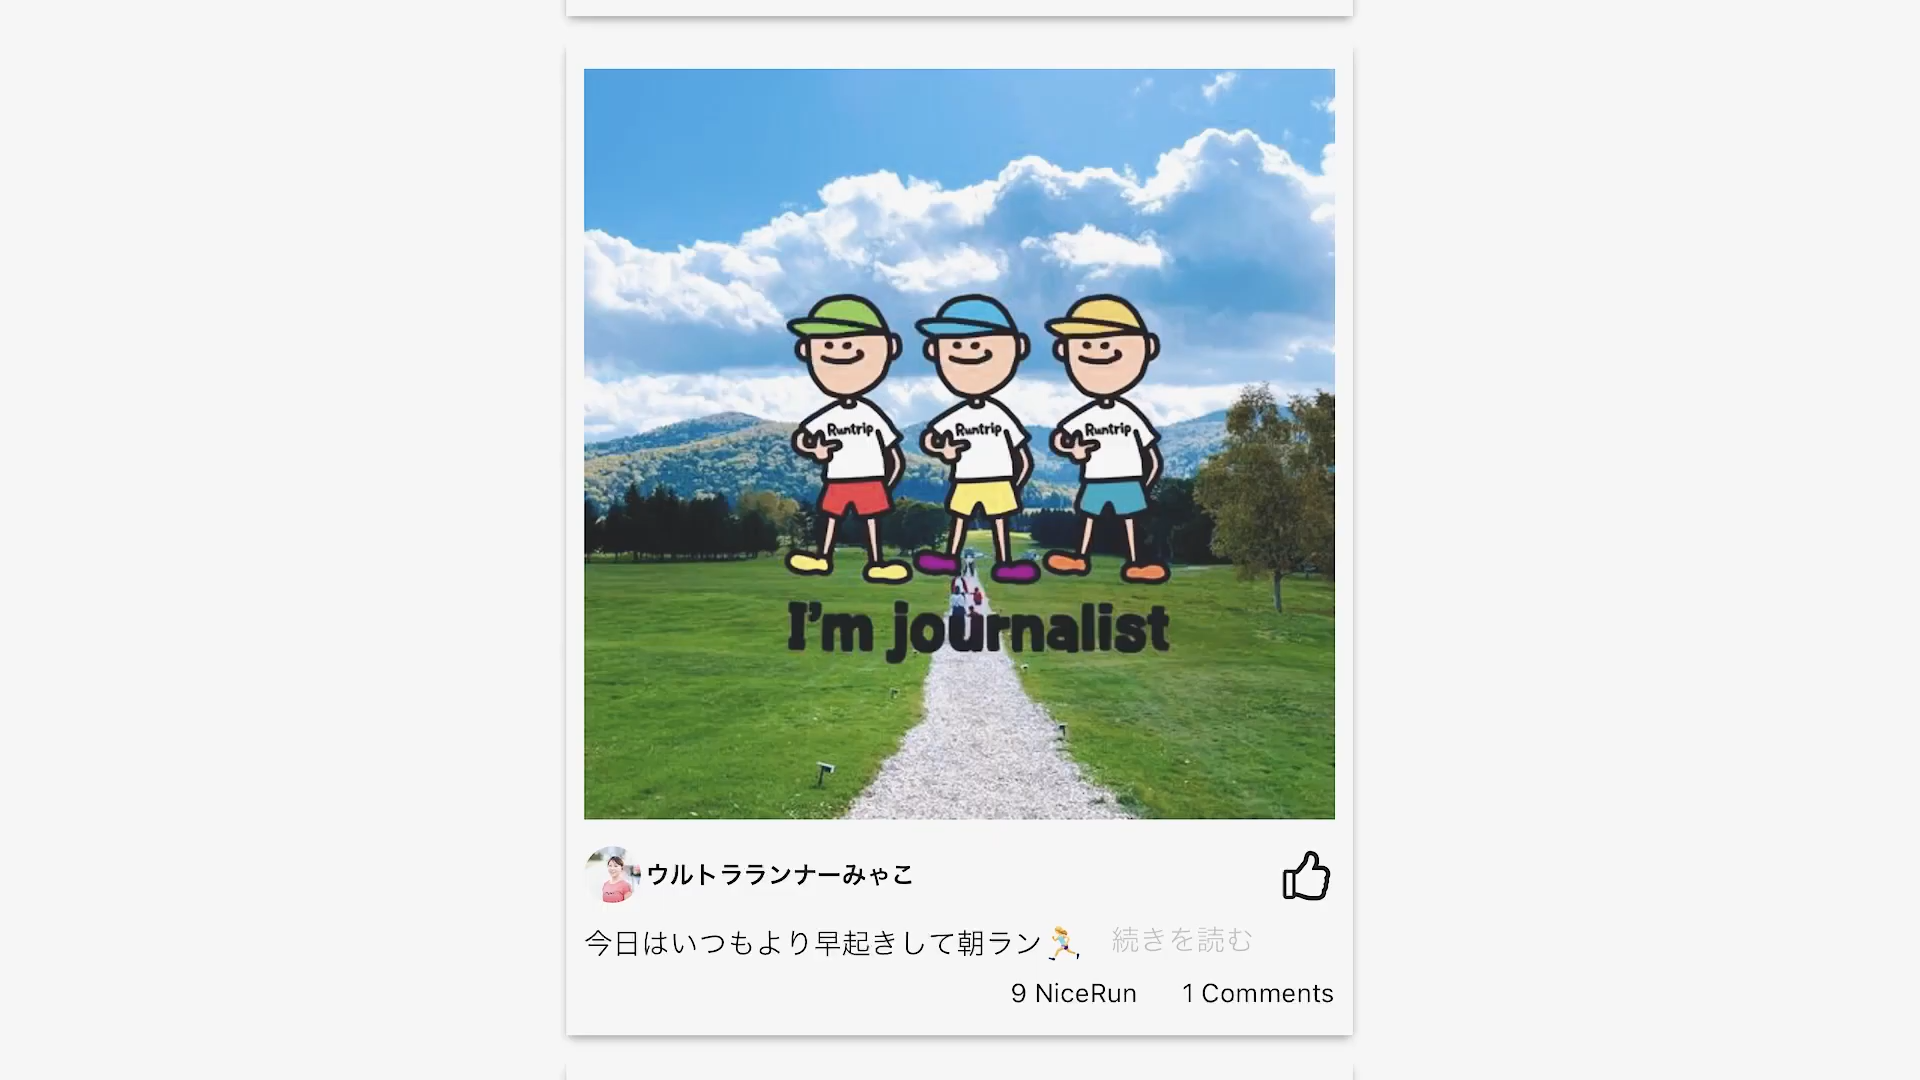 Runtrip Runtrip Runtrip
I'm journalist
ウルトラランナーみゃこ
今日はいつもより早起きして朝ラン🏃, 続きを読む
9 NiceRun 1 Comments